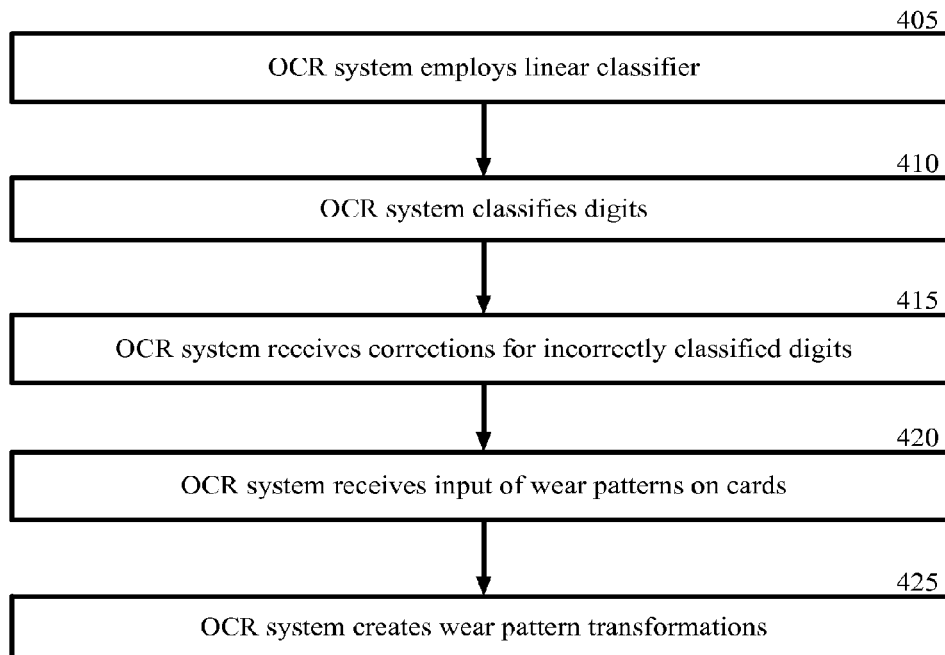 405
OCR system employs linear classifier
410
OCR system classifies digits
415
OCR system receives corrections for incorrectly classified digits
420
OCR system receives input of wear patterns on cards
425
OCR system creates wear pattern transformations